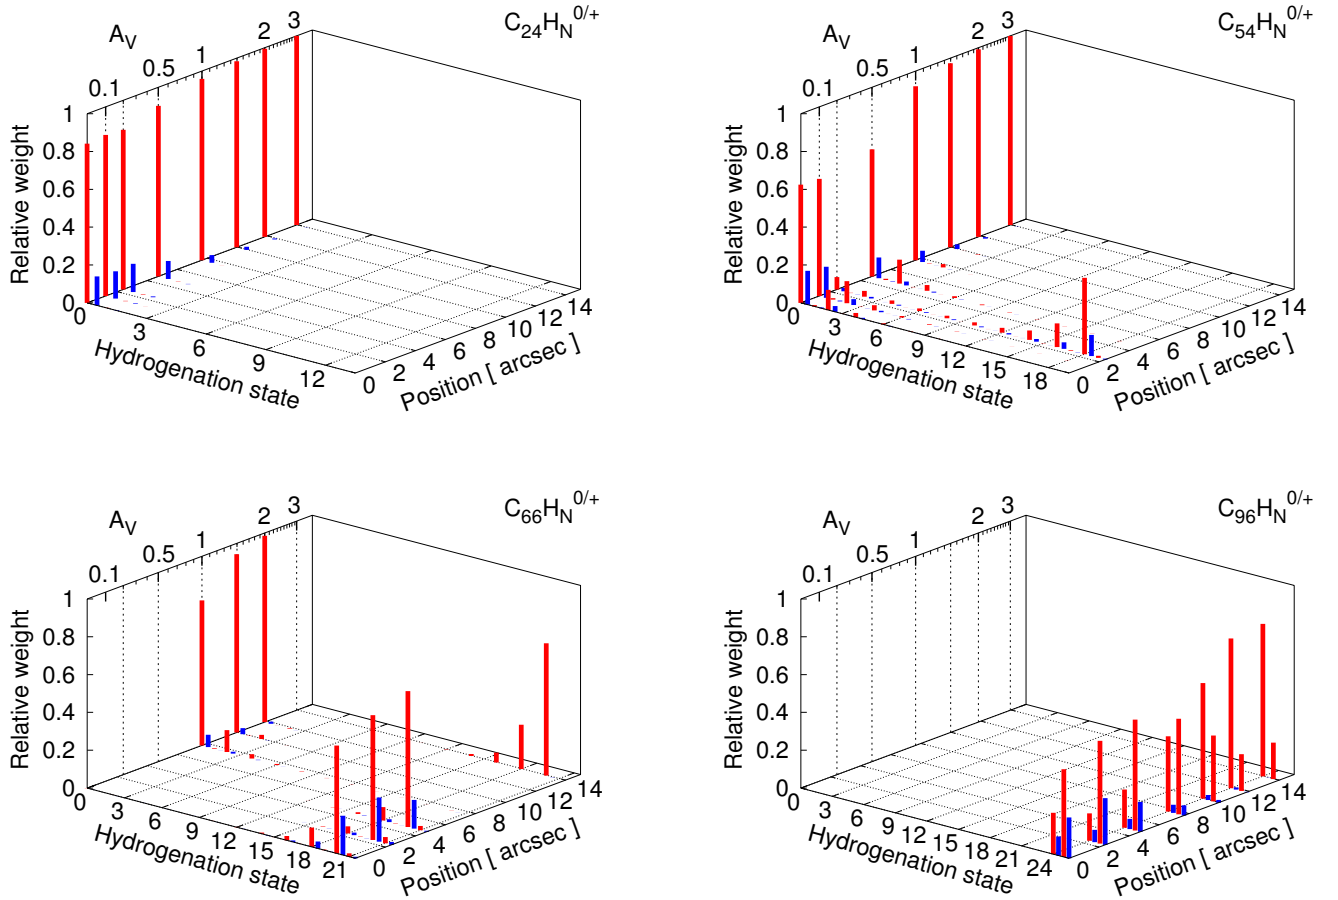 C24HN0/+
AV
0.1 0.5 1 2 3
Relative weight
1
0.8
0.6
0.4
0.2
0
0 3 6 9 12
Hydrogenation state
0 2 4 6 8 10 12 14
Position [ arcsec ]
C54HN0/+
AV
0.1 0.5 1 2 3
Relative weight
1
0.8
0.6
0.4
0.2
0
0 3 6 9 12 15 18
Hydrogenation state
0 2 4 6 8 10 12 14
Position [ arcsec ]
C66HN0/+
AV
0.1 0.5 1 2 3
Relative weight
1
0.8
0.6
0.4
0.2
0
0 3 6 9 12 15 18 21
Hydrogenation state
0 2 4 6 8 10 12 14
Position [ arcsec ]
C96HN0/+
AV
0.1 0.5 1 2 3
Relative weight
1
0.8
0.6
0.4
0.2
0
0 3 6 9 12 15 18 21 24
Hydrogenation state
0 2 4 6 8 10 12 14
Position [ arcsec ]